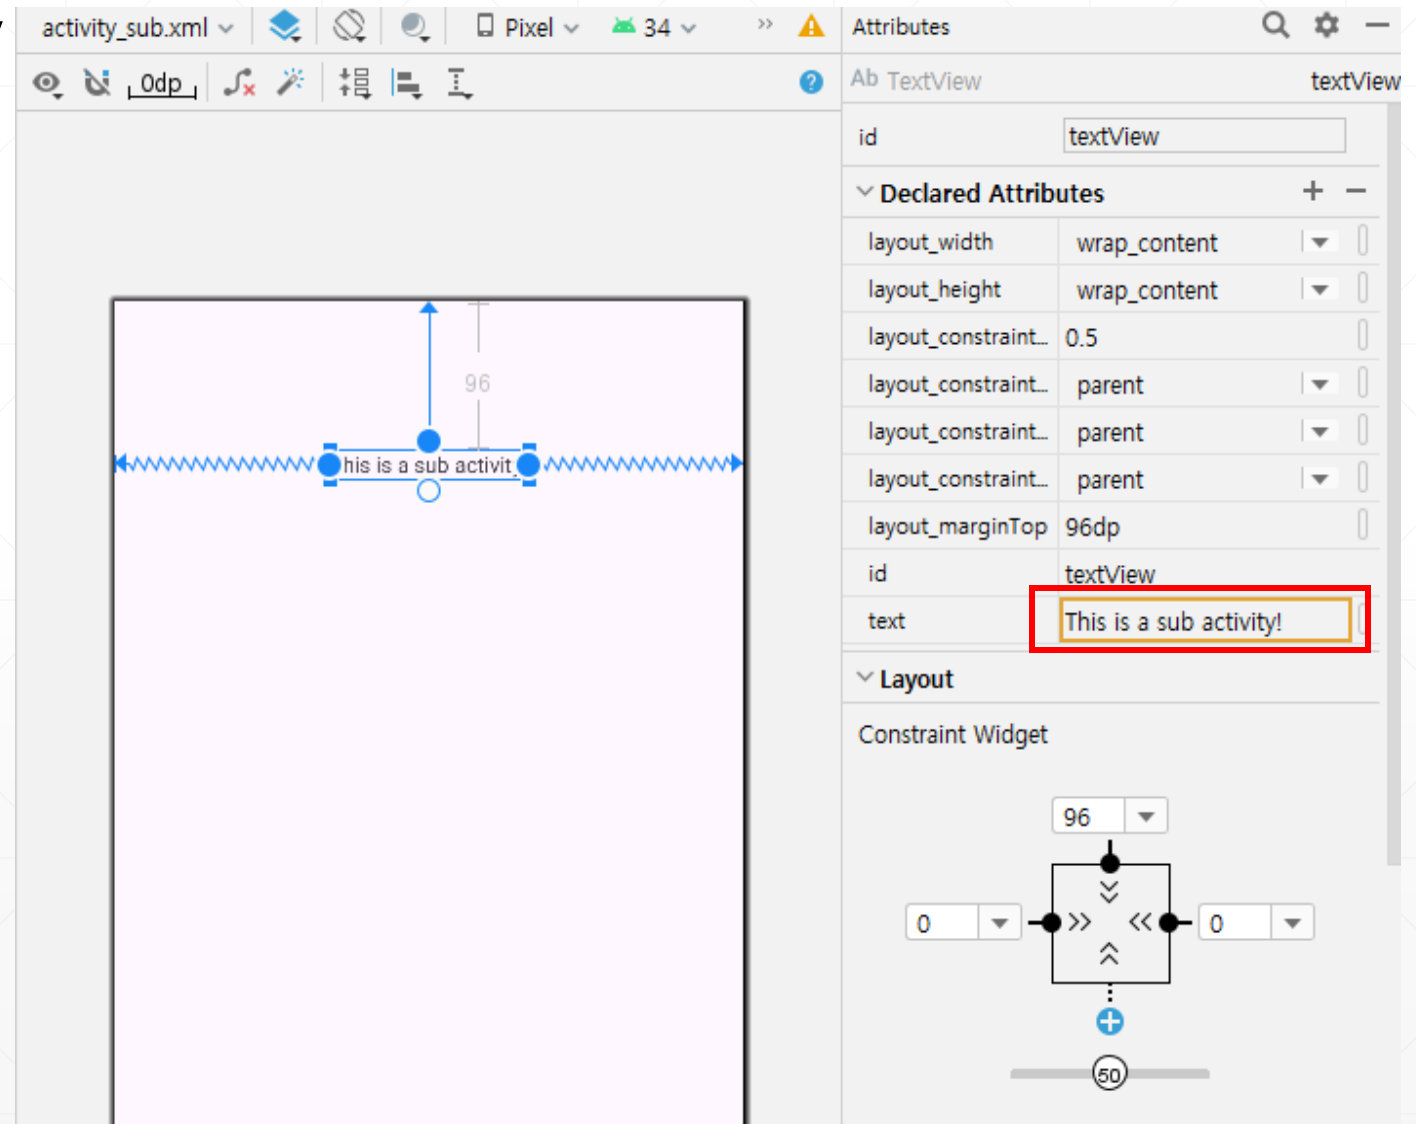 activity_sub.xml
Pixel
34
Attributes
0dp
?
Ab TextView
textView
id
textView
Declared Attributes
layout_width
wrap_content
layout_height
wrap_content
layout_constraint...
0.5
layout_constraint...
parent
layout_constraint...
parent
layout_constraint...
parent
layout_marginTop
96dp
id
textView
text
This is a sub activity!
Layout
Constraint Widget
96
0
0
50
96
his is a sub activit